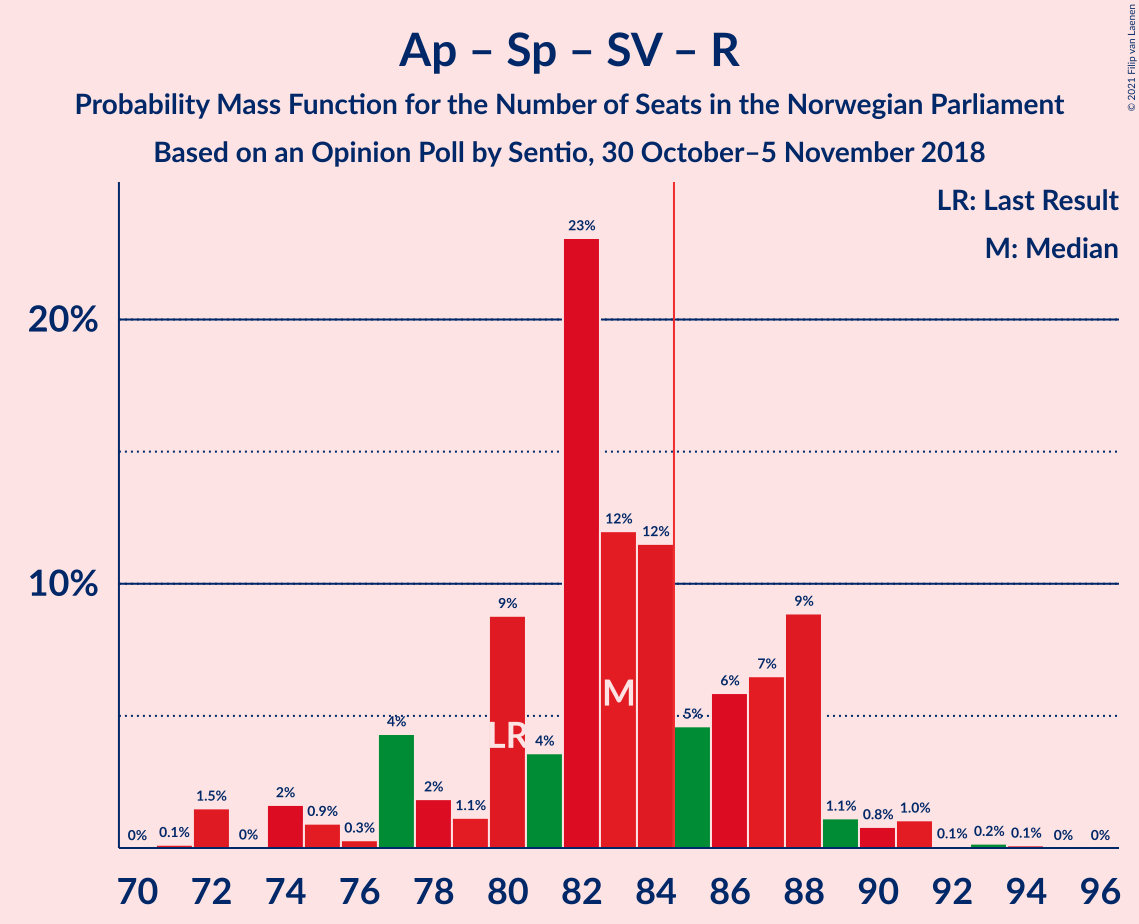 Ap – Sp – SV – R
Probability Mass Function for the Number of Seats in the Norwegian Parliament
Based on an Opinion Poll by Sentio, 30 October–5 November 2018
© 2021 Filip van Laenen
LR: Last Result
M: Median
20%
10%
0% 0.1% 1.5% 0% 2% 0.9% 0.3% 4% 2% 1.1% 9% 4% 23% 12% 12% 5% 6% 7% 9% 1.1% 0.8% 1.0% 0.1% 0.2% 0.1% 0% 0%
LR M
70 72 74 76 78 80 82 84 86 88 90 92 94 96